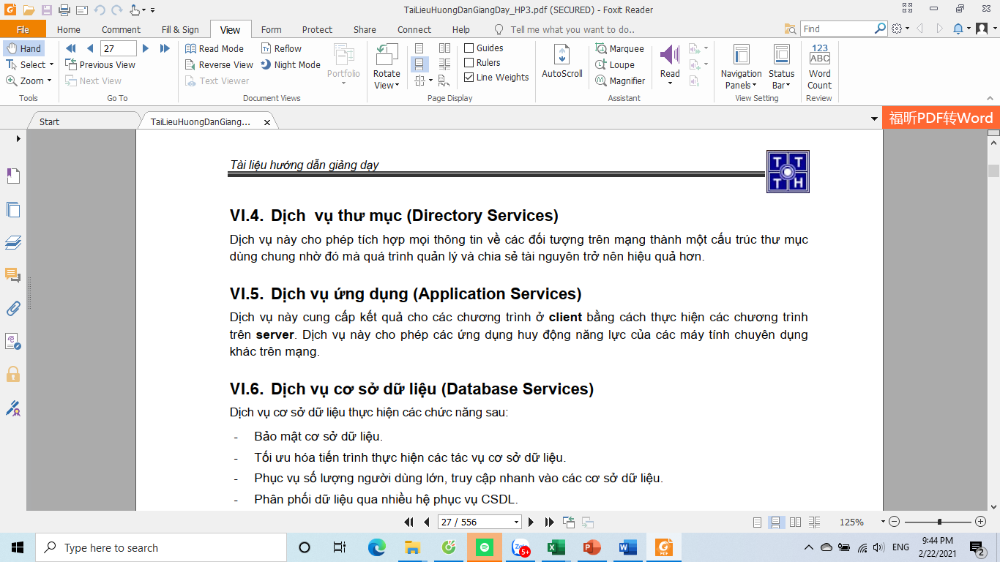 TaiLieuHuongDanGiangDay_HP3.pdf (SECURED) - Foxit Reader
File Home Comment Fill & Sign View Form Protect Share Connect Help Tell me what you want to do.. Find
Hand 27 Read Mode Reflow Guides Marquee
Select Previous View Reverse View Night Mode Portfolio Rotate View Rulers AutoScroll Loupe Read Navigation Panels Status Bar 123 ABC Word Count
Zoom Next View Text Viewer Line Weights Magnifier
Tools Go To Document Views Page Display Assistant View Setting Review
Start TaiLieuHuongDanGiang... 福昕PDF转Word
Tài liệu hướng dẫn giảng dạy
T T
T H
VI.4. Dịch vụ thư mục (Directory Services)
Dịch vụ này cho phép tích hợp mọi thông tin về các đối tượng trên mạng thành một cấu trúc thư mục
dùng chung nhờ đó mà quá trình quản lý và chia sẻ tài nguyên trở nên hiệu quả hơn.
VI.5. Dịch vụ ứng dụng (Application Services)
Dịch vụ này cung cấp kết quả cho các chương trình ở client bằng cách thực hiện các chương trình
trên server. Dịch vụ này cho phép các ứng dụng huy động năng lực của các máy tính chuyên dụng
khác trên mạng.
VI.6. Dịch vụ cơ sở dữ liệu (Database Services)
Dịch vụ cơ sở dữ liệu thực hiện các chức năng sau:
- Bảo mật cơ sở dữ liệu.
- Tối ưu hóa tiến trình thực hiện các tác vụ cơ sở dữ liệu.
- Phục vụ số lượng người dùng lớn, truy cập nhanh vào các cơ sở dữ liệu.
- Phân phối dữ liệu qua nhiều hệ phục vụ CSDL.
27 / 556 125%
Type here to search 5+ ENG 9:44 PM
2/22/2021 2